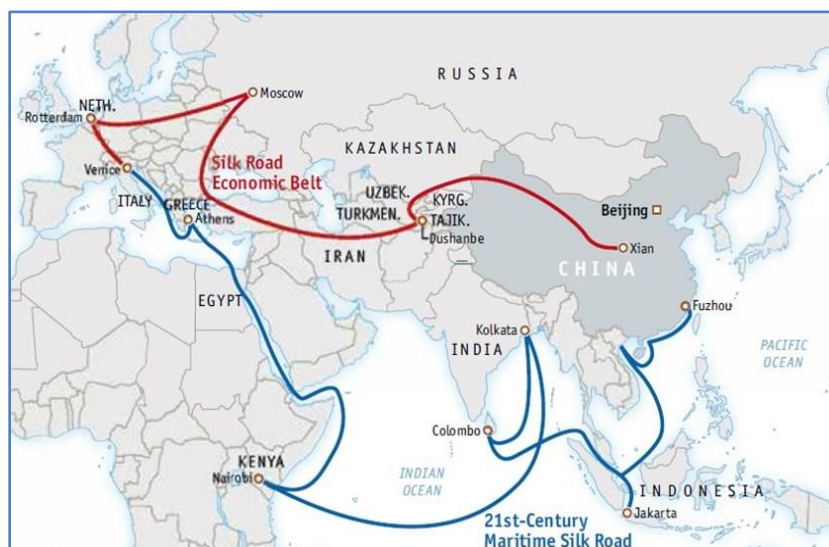 RUSSIA
Moscow
NETH.
Rotterdam
KAZAKHSTAN
Silk Road
Economic Belt
Venice
ITALY
GREECE
Athens
UZBEK.
KYRG.
TURKMEN.
TAJIK.
Dushanbe
Beijing
Xian
IRAN
CHINA
EGYPT
Fuzhou
Kolkata
INDIA
PACIFIC
OCEAN
Colombo
KENYA
Nairobi
INDIAN
OCEAN
INDONESIA
Jakarta
21st-Century
Maritime Silk Road